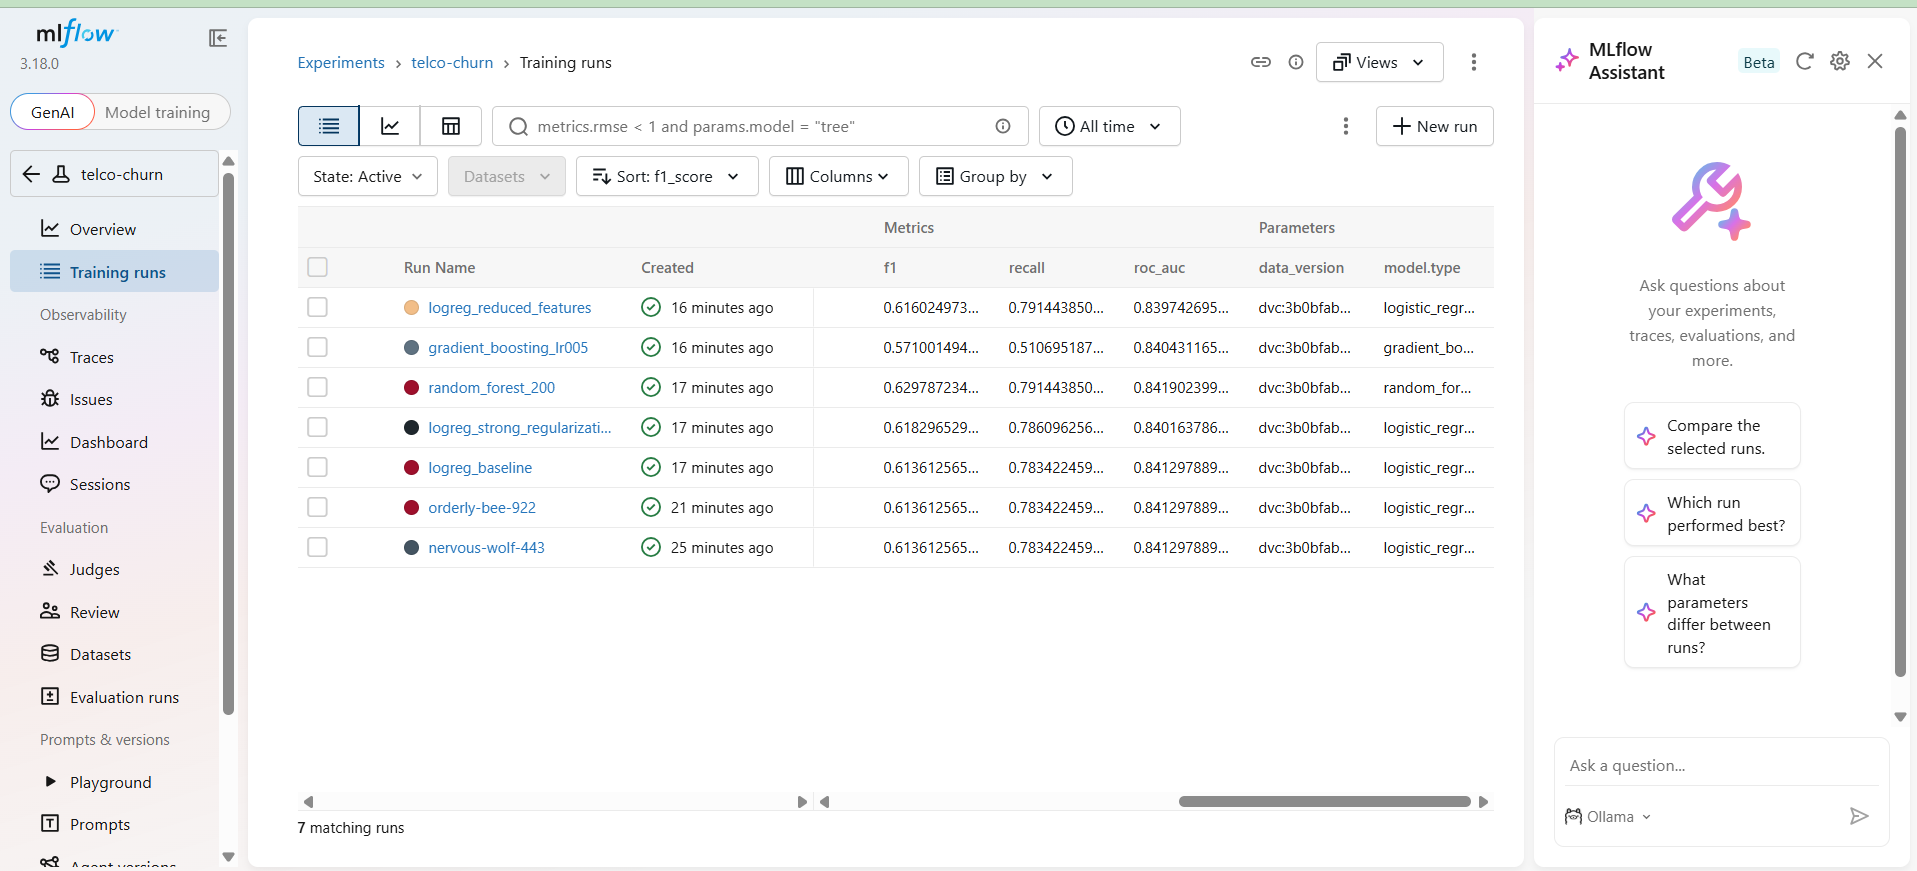 mlflow
3.18.0
GenAI
Model training
telco-churn
Overview
Training runs
Observability
Traces
Issues
Dashboard
Sessions
Evaluation
Judges
Review
Datasets
Evaluation runs
Prompts & versions
Playground
Prompts
Agent versions
Experiments > telco-churn > Training runs
Views
metrics.rmse < 1 and params.model = "tree"
All time
New run
State: Active
Datasets
Sort: f1_score
Columns
Group by
Metrics Parameters
Run Name Created f1 recall roc_auc data_version model.type
logreg_reduced_features 16 minutes ago 0.616024973... 0.791443850... 0.839742695... dvc:3b0bfab... logistic_regr...
gradient_boosting_lr005 16 minutes ago 0.571001494... 0.510695187... 0.840431165... dvc:3b0bfab... gradient_bo...
random_forest_200 17 minutes ago 0.629787234... 0.791443850... 0.841902399... dvc:3b0bfab... random_for...
logreg_strong_regularizati... 17 minutes ago 0.618296529... 0.786096256... 0.840163786... dvc:3b0bfab... logistic_regr...
logreg_baseline 17 minutes ago 0.613612565... 0.783422459... 0.841297889... dvc:3b0bfab... logistic_regr...
orderly-bee-922 21 minutes ago 0.613612565... 0.783422459... 0.841297889... dvc:3b0bfab... logistic_regr...
nervous-wolf-443 25 minutes ago 0.613612565... 0.783422459... 0.841297889... dvc:3b0bfab... logistic_regr...
7 matching runs
MLflow
Assistant
Beta
Ask questions about
your experiments,
traces, evaluations, and
more.
Compare the
selected runs.
Which run
performed best?
What
parameters
differ between
runs?
Ask a question...
Ollama